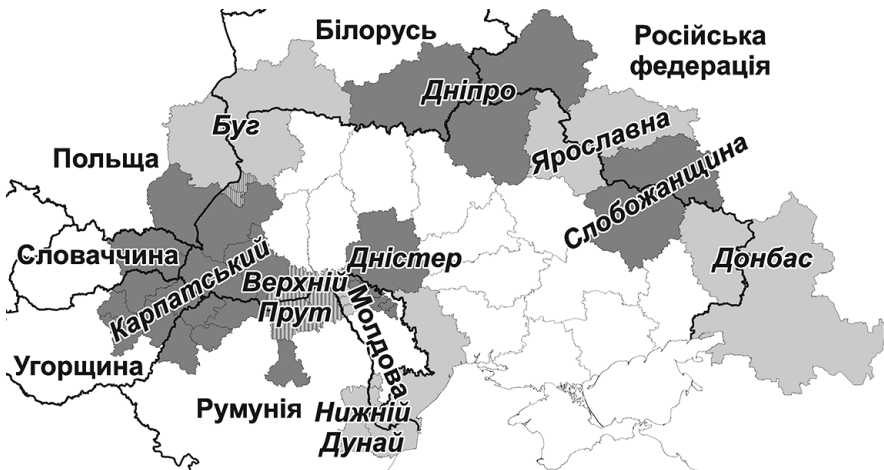 Білорусь
Російська
федерація
Дніпро
Буг
Ярославна
Польща
Слобожанщина
Словаччина
Карпатський
Верхній
Прут
Дністер
Донбас
Молдова
Угорщина
Румунія
Нижній
Дунай